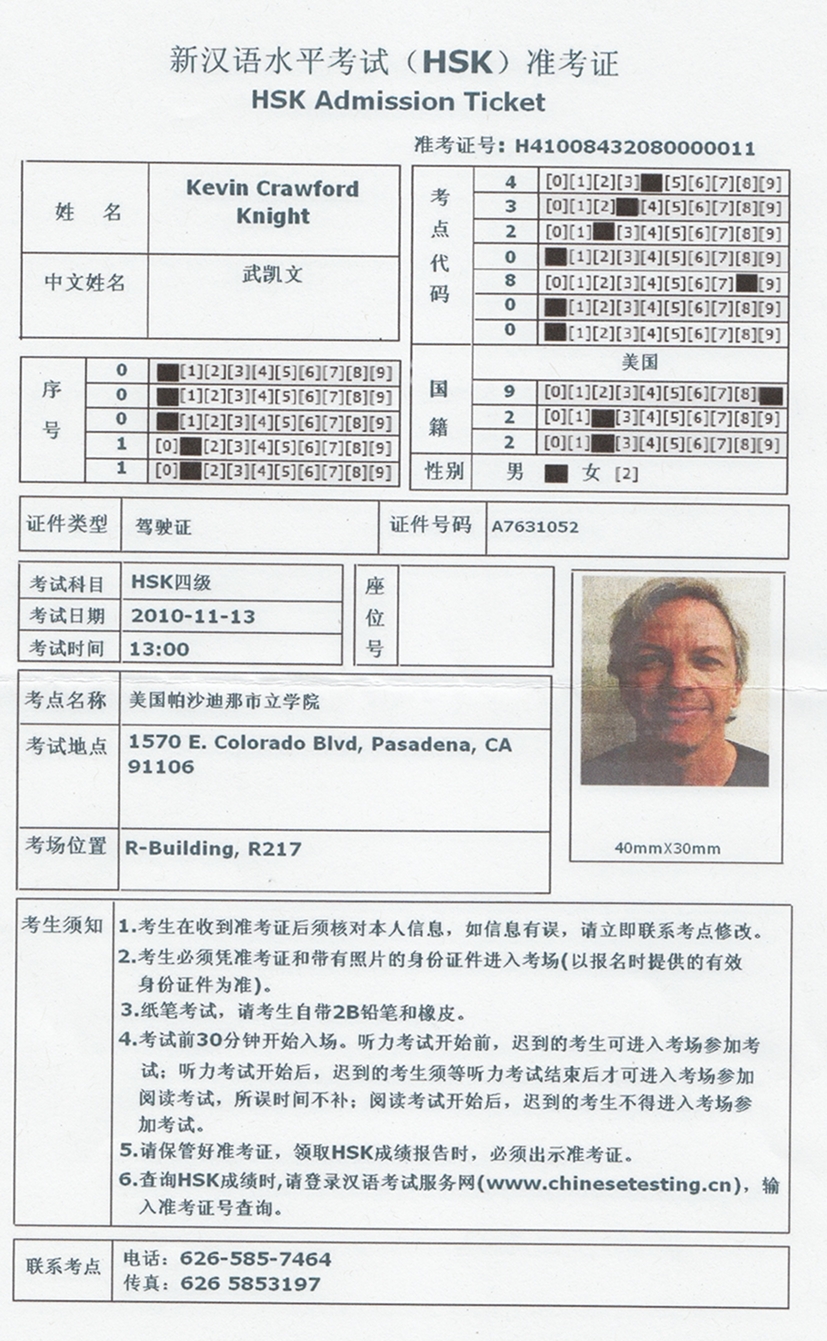 新汉语水平考试（HSK）准考证
HSK Admission Ticket
准考证号: H41008432080000011
姓 名
Kevin Crawford
Knight
中文姓名
武凯文
考点代码
4 [0][1][2][3]■[5][6][7][8][9]
3 [0][1][2]■[4][5][6][7][8][9]
2 [0][1]■[3][4][5][6][7][8][9]
0 ■[1][2][3][4][5][6][7][8][9]
8 [0][1][2][3][4][5][6][7]■[9]
0 ■[1][2][3][4][5][6][7][8][9]
0 ■[1][2][3][4][5][6][7][8][9]
序号
0 ■[1][2][3][4][5][6][7][8][9]
0 ■[1][2][3][4][5][6][7][8][9]
0 ■[1][2][3][4][5][6][7][8][9]
1 [0]■[2][3][4][5][6][7][8][9]
1 [0]■[2][3][4][5][6][7][8][9]
国籍
美国
9 [0][1][2][3][4][5][6][7][8]■
2 [0][1]■[3][4][5][6][7][8][9]
2 [0][1]■[3][4][5][6][7][8][9]
性别 男 ■ 女 [2]
证件类型 驾驶证 证件号码 A7631052
考试科目 HSK四级
考试日期 2010-11-13
考试时间 13:00
座位号
考点名称 美国帕沙迪那市立学院
考试地点 1570 E. Colorado Blvd, Pasadena, CA
91106
考场位置 R-Building, R217
40mmX30mm
考生须知
1.考生在收到准考证后须核对本人信息，如信息有误，请立即联系考点修改。
2.考生必须凭准考证和带有照片的身份证件进入考场(以报名时提供的有效
身份证件为准)。
3.纸笔考试，请考生自带2B铅笔和橡皮。
4.考试前30分钟开始入场。听力考试开始前，迟到的考生可进入考场参加考
试；听力考试开始后，迟到的考生须等听力考试结束后才可进入考场参加
阅读考试，所误时间不补；阅读考试开始后，迟到的考生不得进入考场参
加考试。
5.请保管好准考证，领取HSK成绩报告时，必须出示准考证。
6.查询HSK成绩时,请登录汉语考试服务网(www.chinesetesting.cn)，输
入准考证号查询。
联系考点
电话：626-585-7464
传真：626 5853197